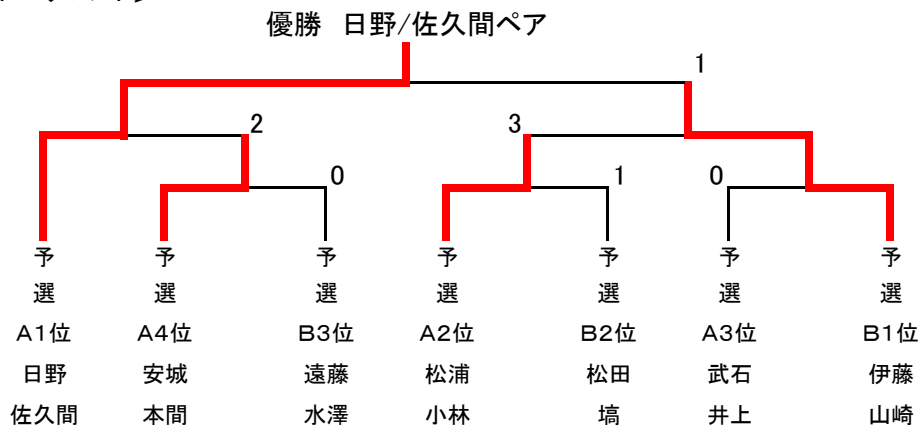 優勝 日野/佐久間ペア
1
2 3
0 1 0
予 予 予 予 予 予 予
選 選 選 選 選 選 選
A1位 A4位 B3位 A2位 B2位 A3位 B1位
日野 安城 遠藤 松浦 松田 武石 伊藤
佐久間 本間 水澤 小林 塙 井上 山崎